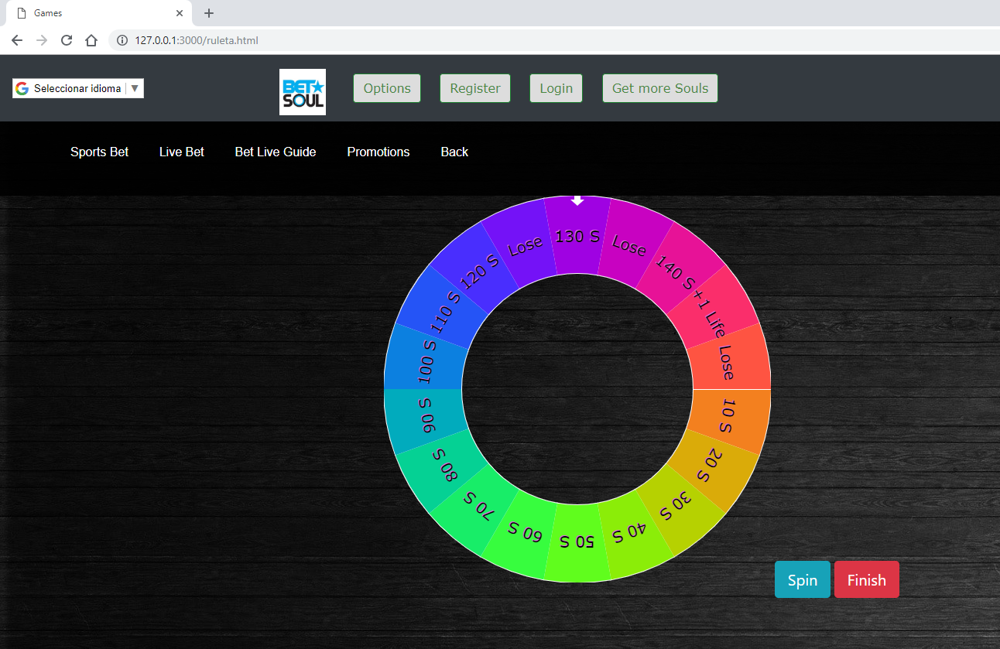 Games
127.0.0.1:3000/ruleta.html
Seleccionar idioma
BET
SOUL
Options
Register
Login
Get more Souls
Sports Bet
Live Bet
Bet Live Guide
Promotions
Back
130 S
Lose
140 S
+1 Life
Lose
10 S
20 S
30 S
40 S
50 S
60 S
70 S
80 S
90 S
100 S
110 S
120 S
Lose
Spin
Finish